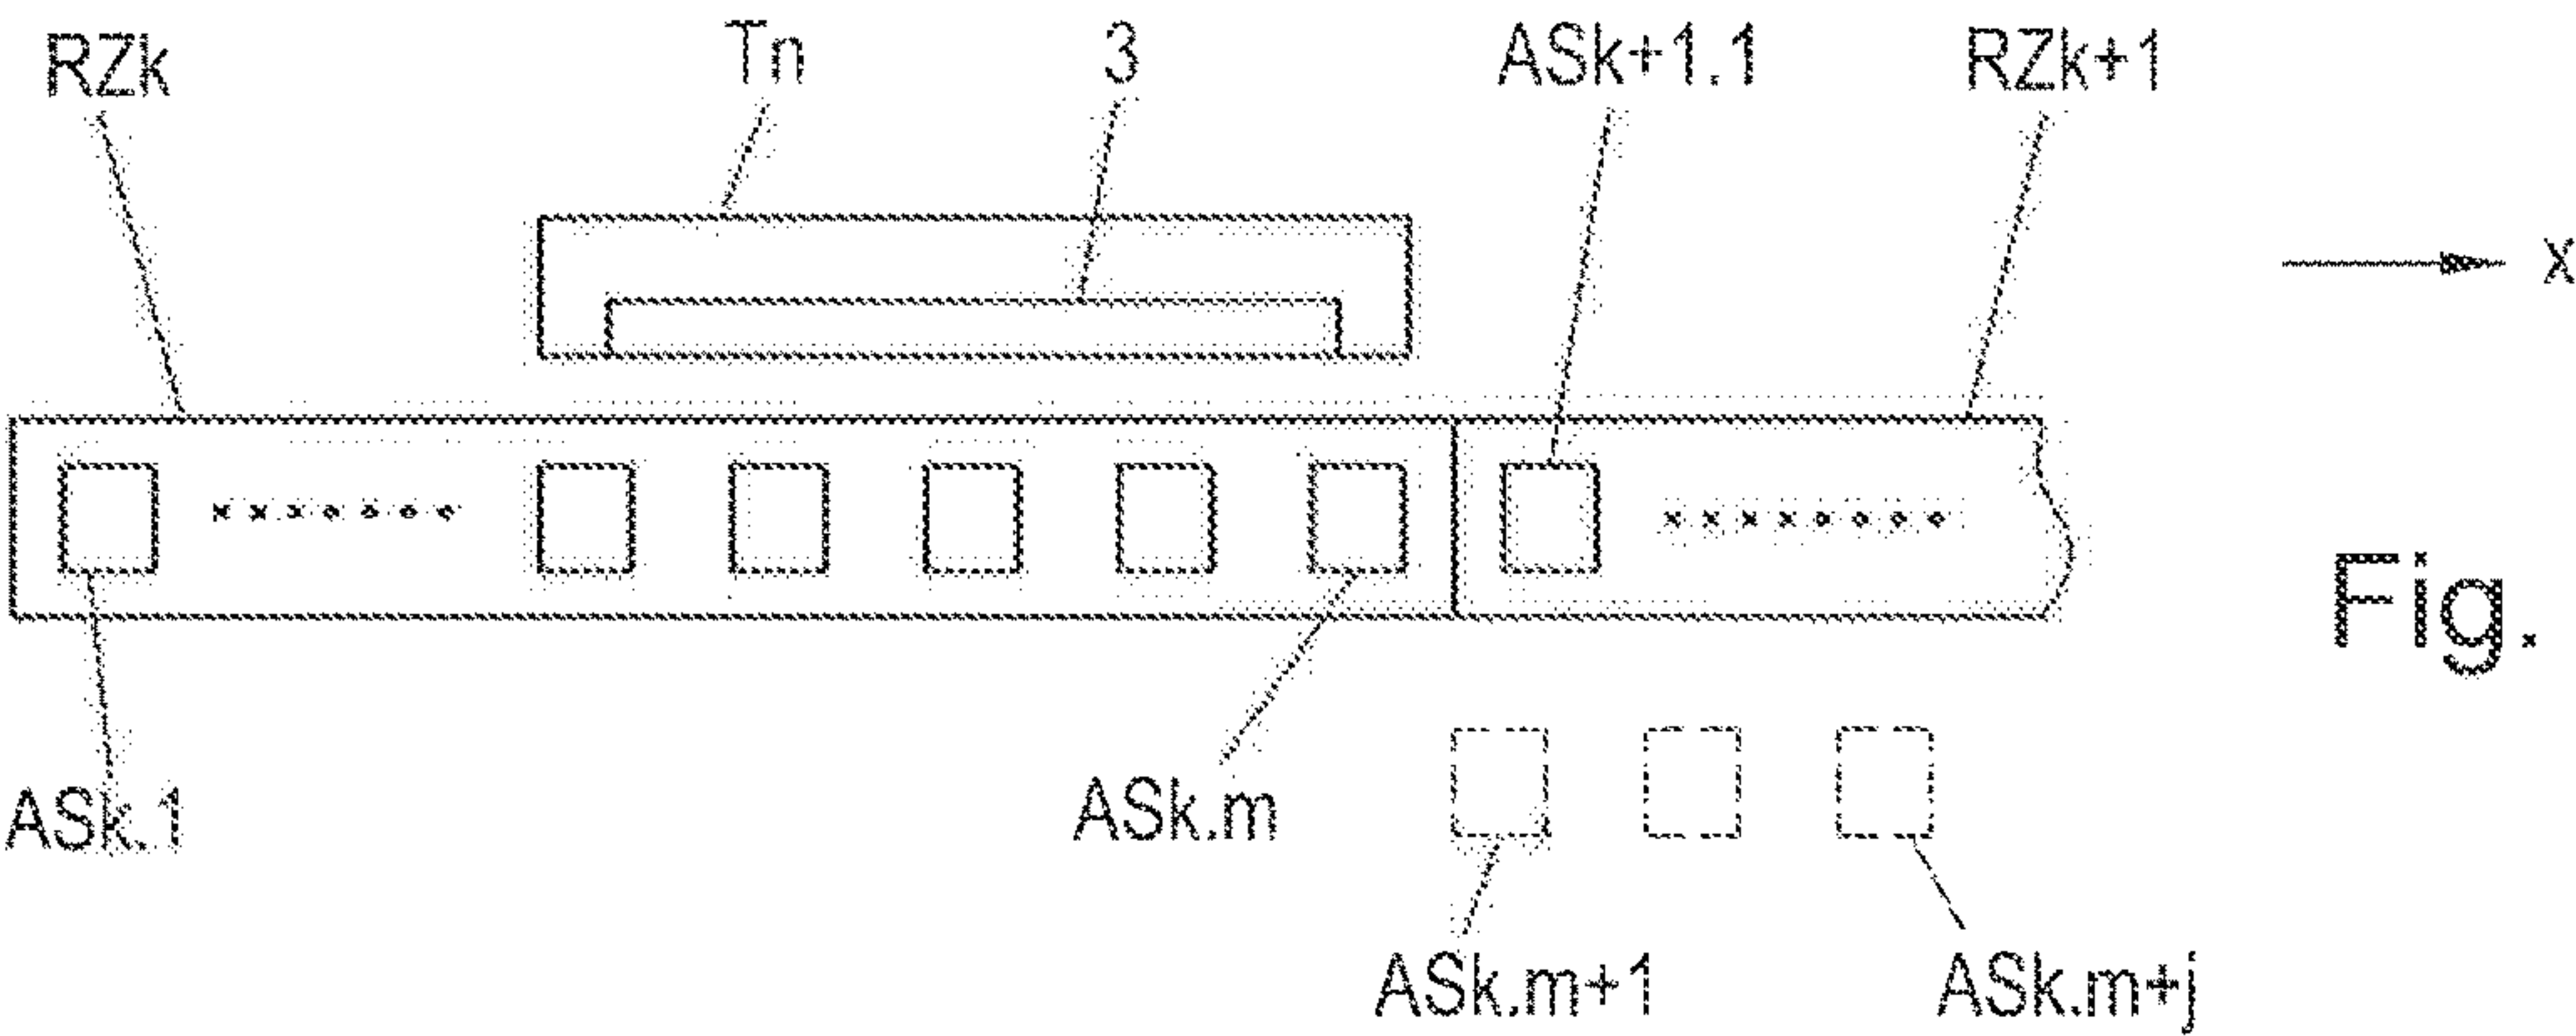 RZk Tn 3 ASk+1.1 RZk+1
x
Fig.
ASk.1 ASk.m
ASk.m+1 ASk.m+j